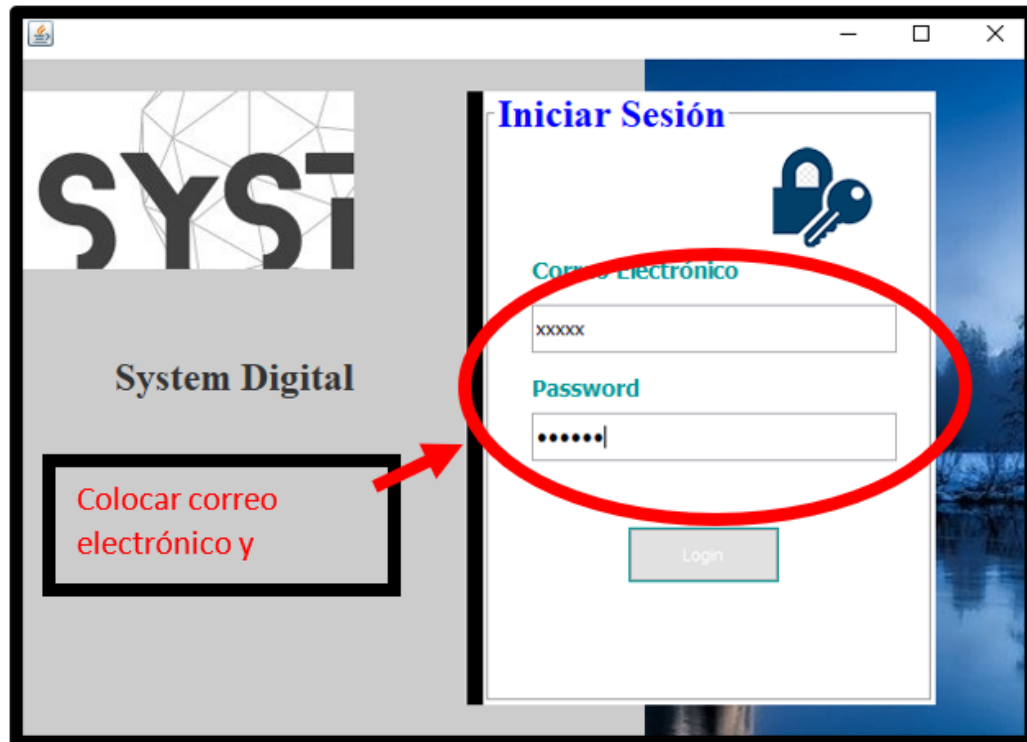 SYST
System Digital
Colocar correo
electrónico y
Iniciar Sesión
Correo Electrónico
xxxxx
Password
••••••
Login